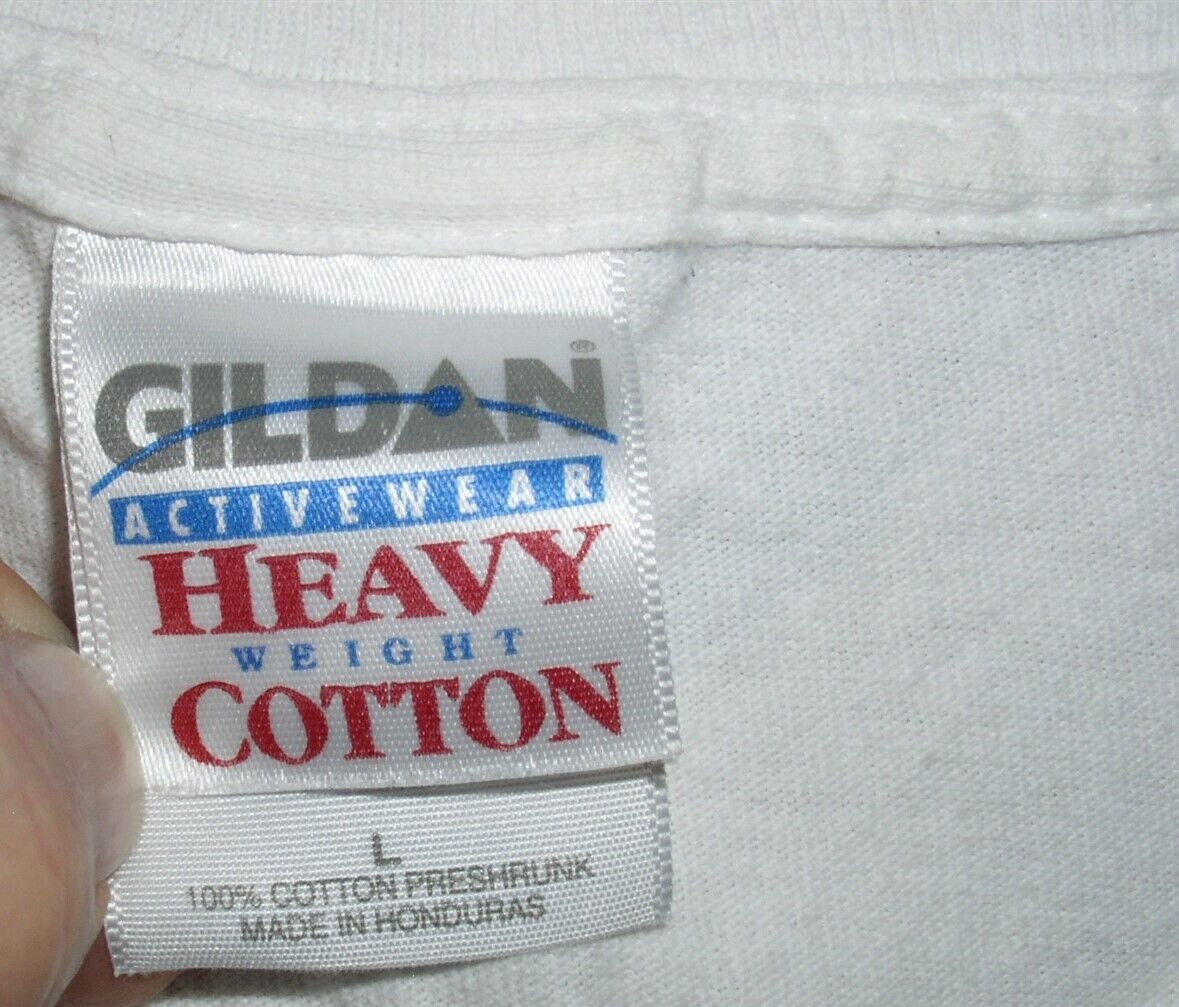 GILDAN®
ACTIVEWEAR
HEAVY
WEIGHT
COTTON
L
100% COTTON PRESHRUNK
MADE IN HONDURAS